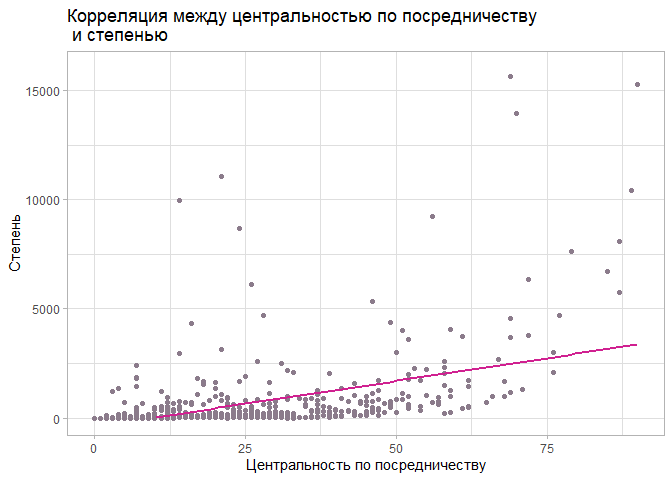 Корреляция между центральностью по посредничеству
и степенью
Степень
15000
10000
5000
0
0 25 50 75
Центральность по посредничеству